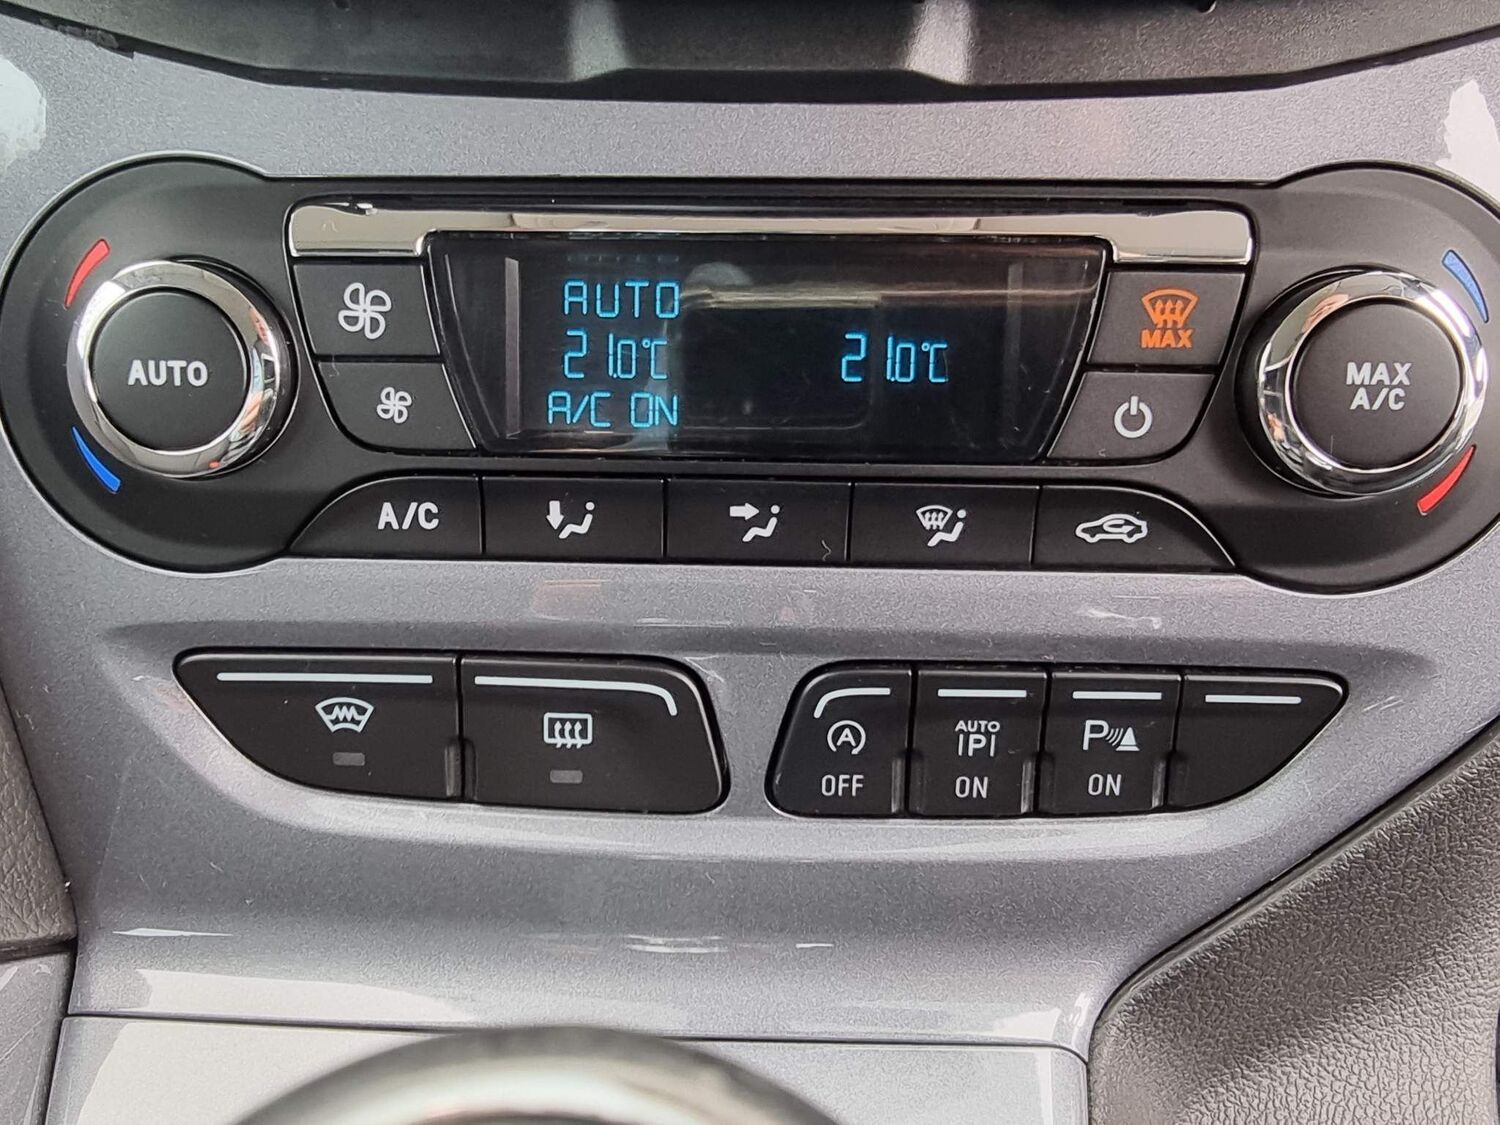 AUTO
21.0°C 21.0°C
A/C ON
AUTO
MAX
MAX
A/C
A/C
A
OFF
AUTO
P
ON
P
ON